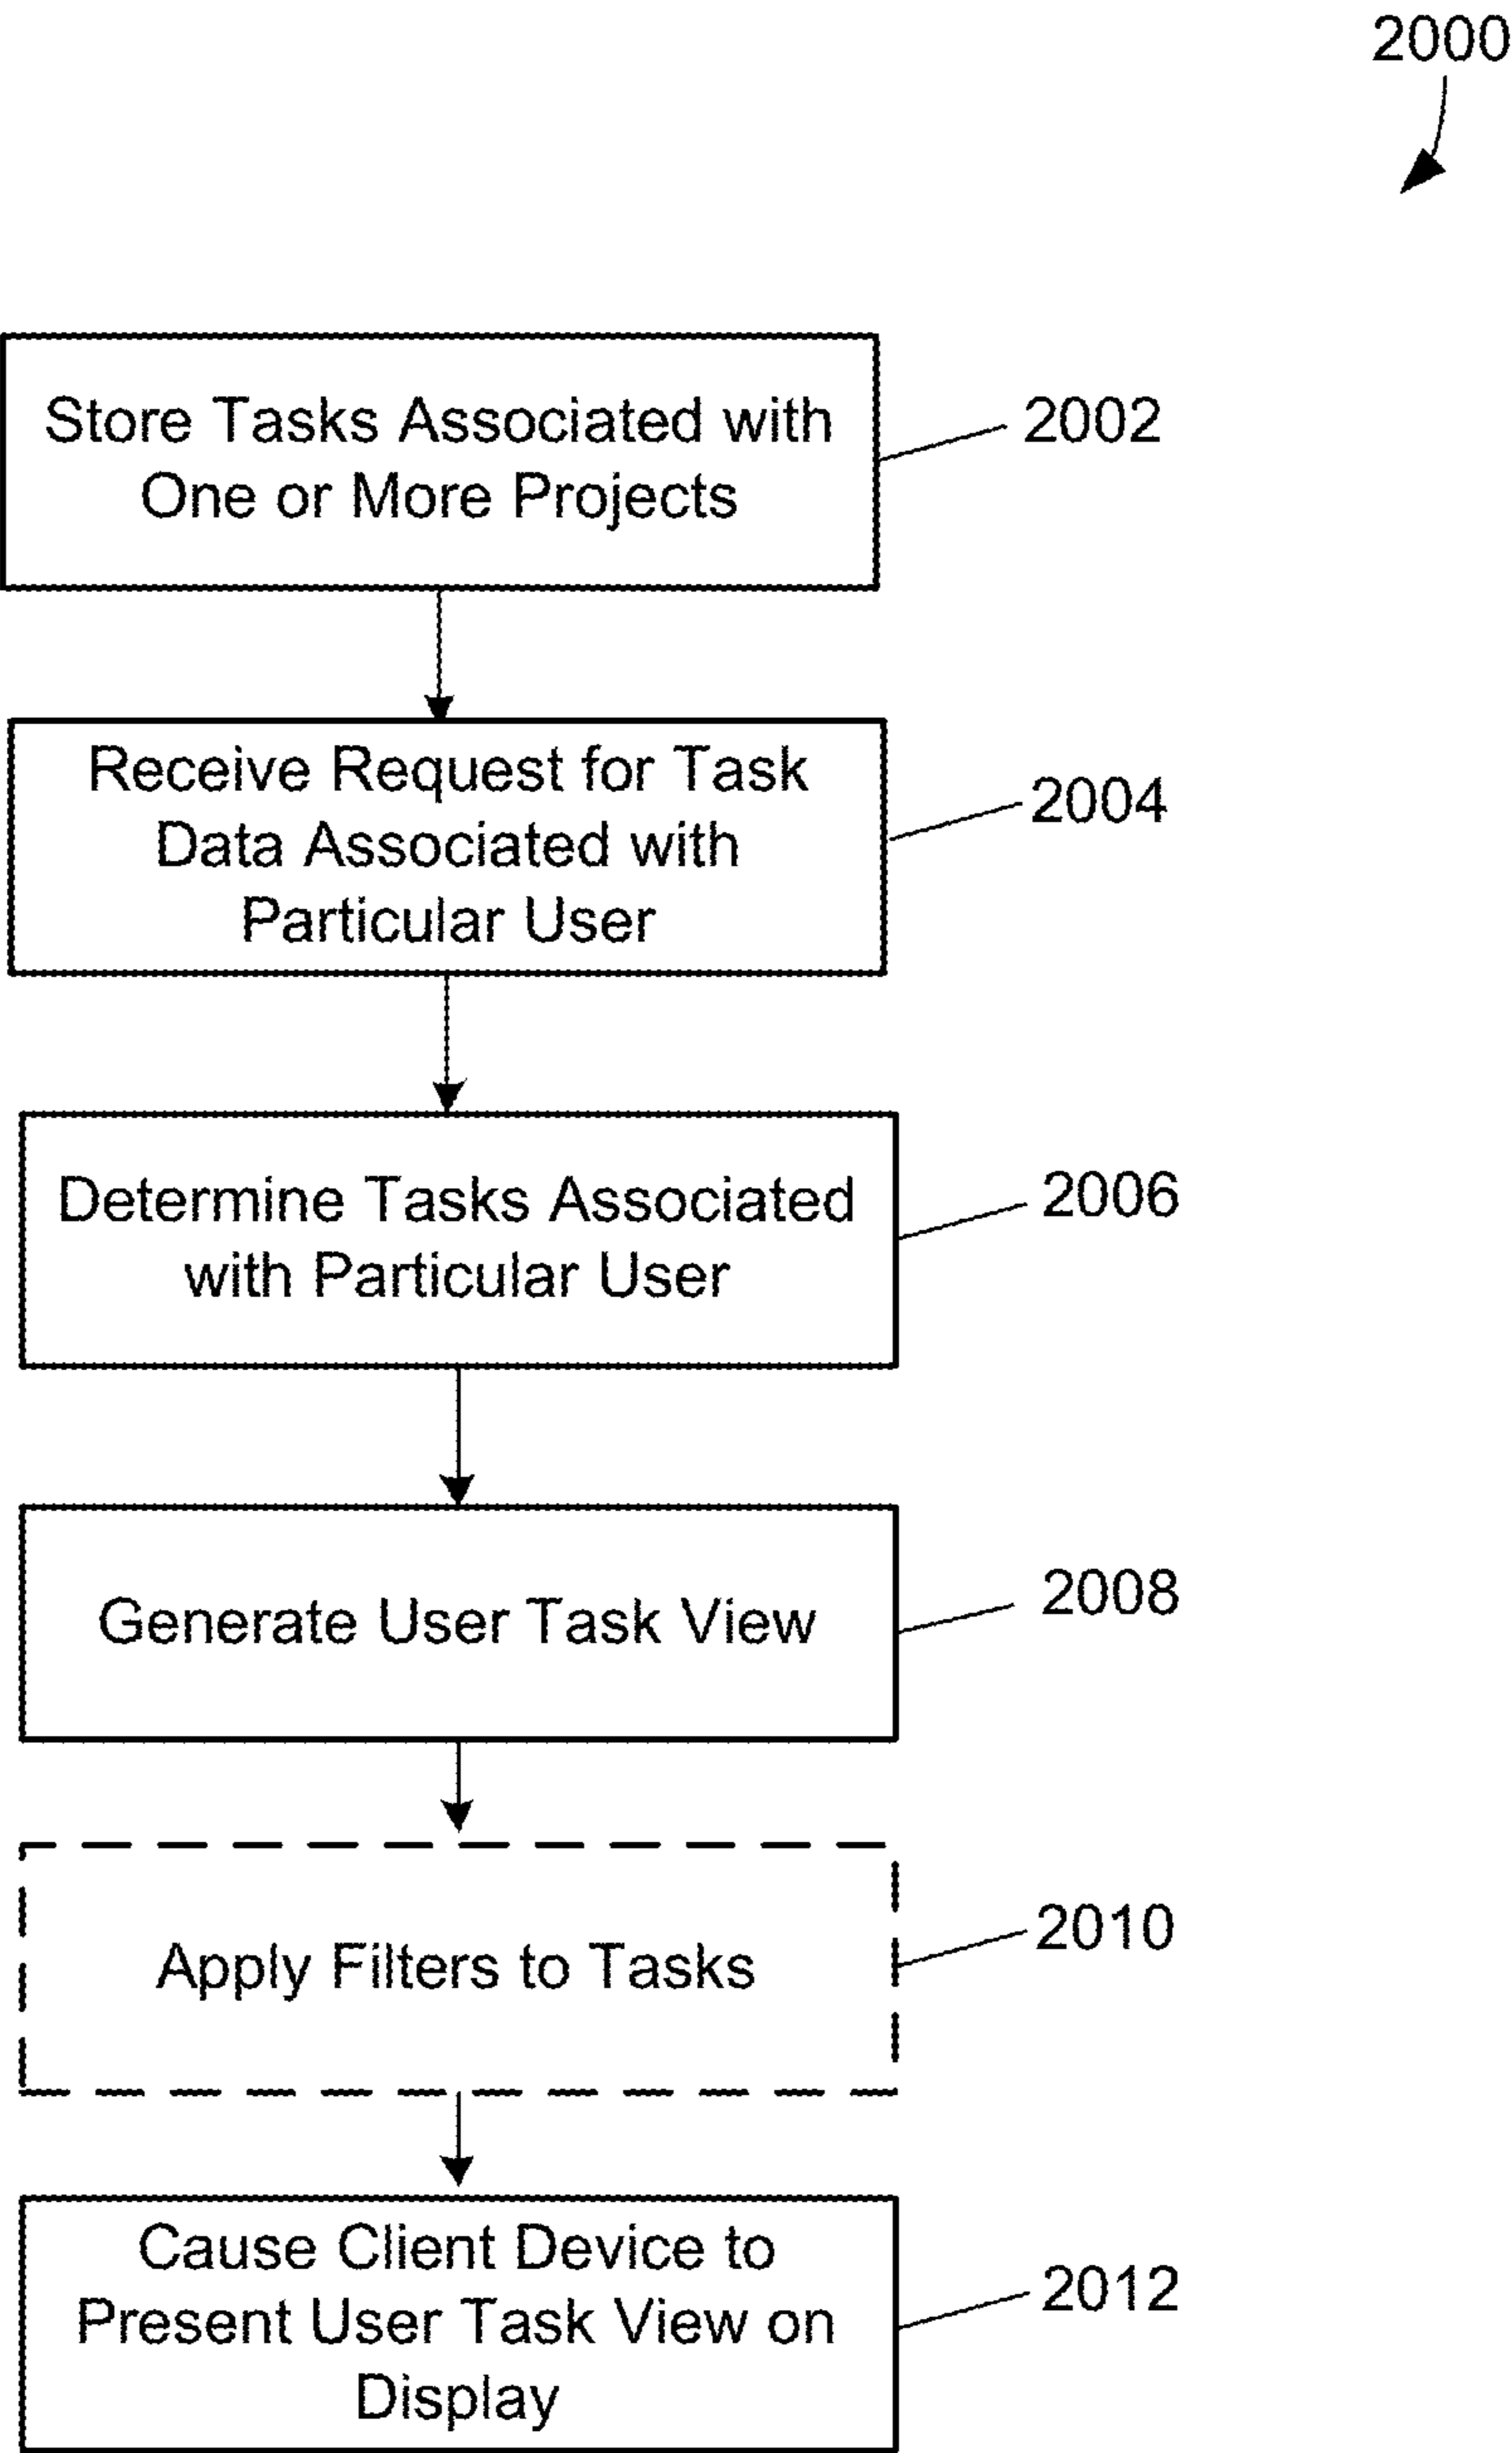 2000
Store Tasks Associated with
One or More Projects
2002
Receive Request for Task
Data Associated with
Particular User
2004
Determine Tasks Associated
with Particular User
2006
Generate User Task View
2008
Apply Filters to Tasks
2010
Cause Client Device to
Present User Task View on
Display
2012